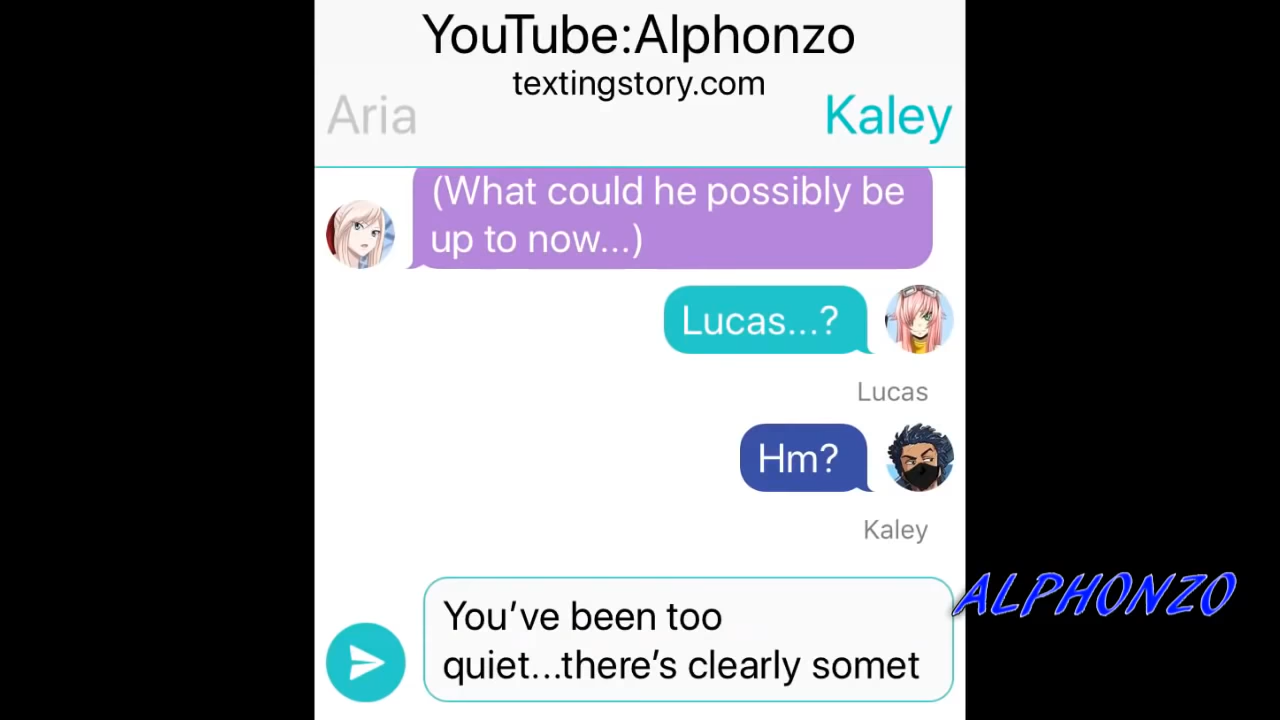 YouTube:Alphonzo
textingstory.com
Aria
Kaley
(What could he possibly be
up to now...)
Lucas...?
Lucas
Hm?
Kaley
You’ve been too
quiet...there’s clearly somet
ALPHONZO